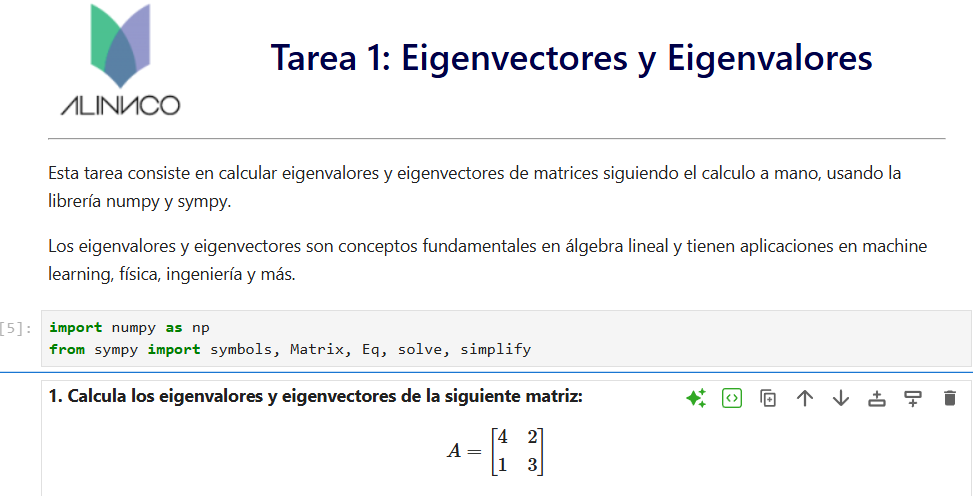 ALINNCO
Tarea 1: Eigenvectores y Eigenvalores
Esta tarea consiste en calcular eigenvalores y eigenvectores de matrices siguiendo el calculo a mano, usando la
librería numpy y sympy.
Los eigenvalores y eigenvectores son conceptos fundamentales en álgebra lineal y tienen aplicaciones en machine
learning, física, ingeniería y más.
[5]:
import numpy as np
from sympy import symbols, Matrix, Eq, solve, simplify
1. Calcula los eigenvalores y eigenvectores de la siguiente matriz:
A = [4 2
1 3]